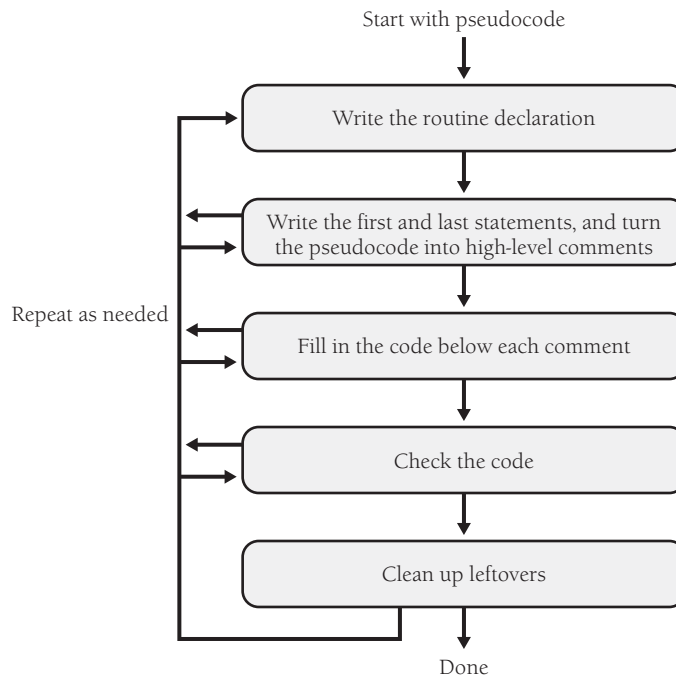 Start with pseudocode
Write the routine declaration
Write the first and last statements, and turn
the pseudocode into high-level comments
Repeat as needed
Fill in the code below each comment
Check the code
Clean up leftovers
Done